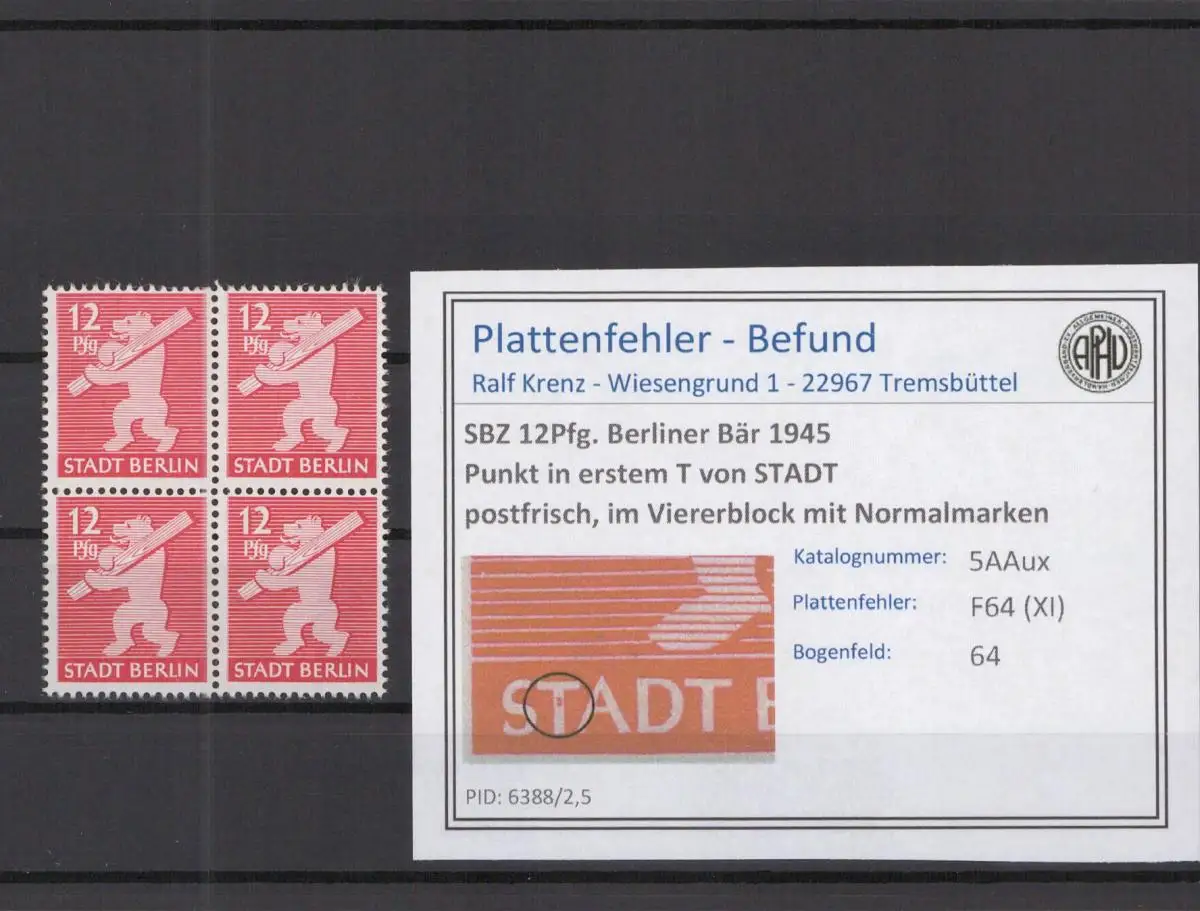 12
Pfg
STADT BERLIN
12
Pfg
STADT BERLIN
12
Pfg
STADT BERLIN
12
Pfg
STADT BERLIN
Plattenfehler - Befund
Ralf Krenz - Wiesengrund 1 - 22967 Tremsbüttel
APHV
SBZ 12Pfg. Berliner Bär 1945
Punkt in erstem T von STADT
postfrisch, im Viererblock mit Normalmarken
Katalognummer: 5AAux
Plattenfehler: F64 (XI)
Bogenfeld: 64
STADT
PID: 6388/2,5